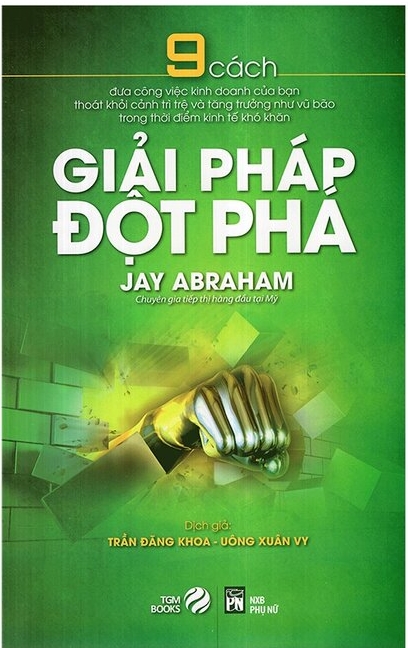 9 cách
đưa công việc kinh doanh của bạn
thoát khỏi cảnh trì trệ và tăng trưởng như vũ bão
trong thời điểm kinh tế khó khăn
GIẢI PHÁP
ĐỘT PHÁ
JAY ABRAHAM
Chuyên gia tiếp thị hàng đầu tại Mỹ
Dịch giả:
TRẦN ĐĂNG KHOA - UÔNG XUÂN VY
TGM
BOOKS
PN
NXB
PHỤ NỮ